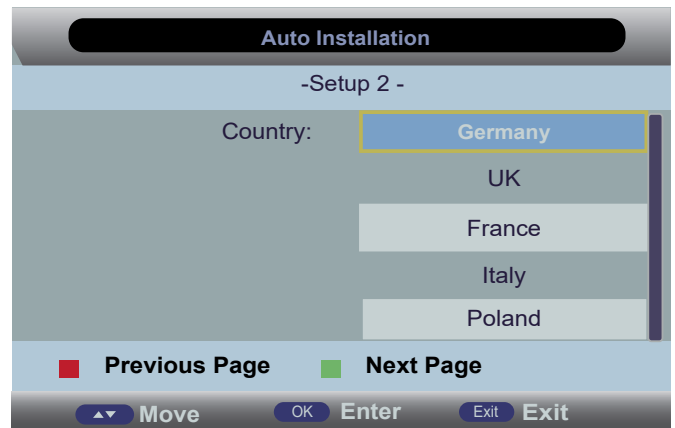 Auto Installation
-Setup 2 -
Country: Germany
UK
France
Italy
Poland
Previous Page Next Page
▲▼ Move OK Enter Exit Exit